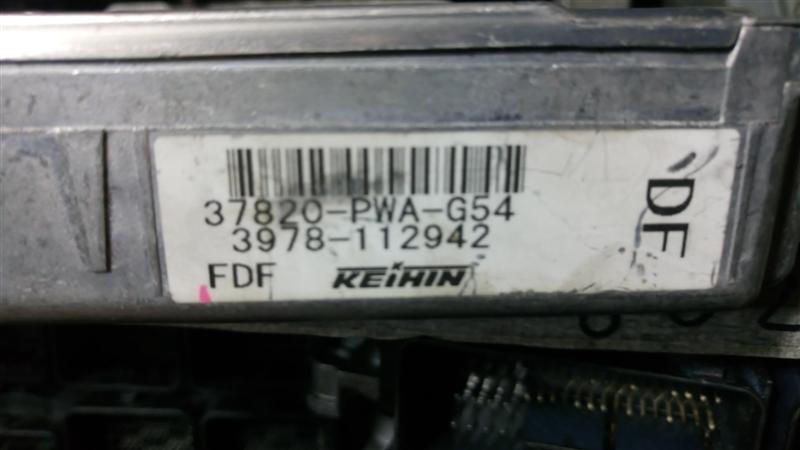 37820-PWA-G54
3978-112942
FDF KEIHIN
DF